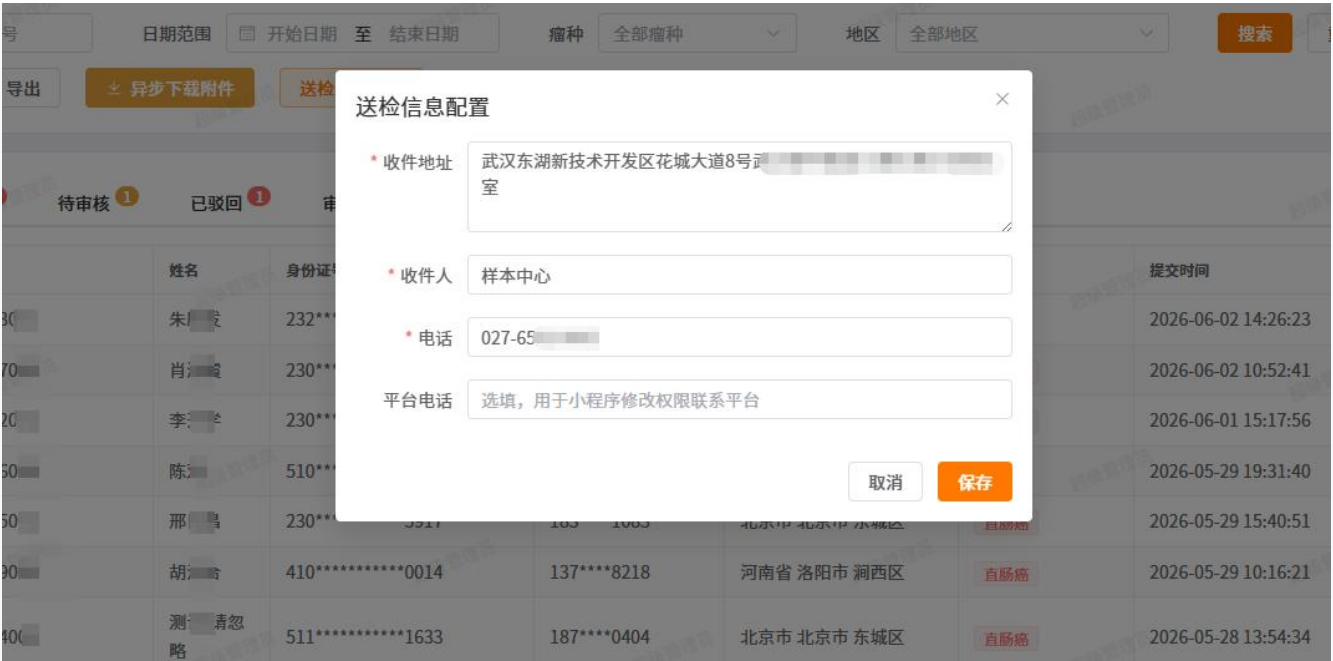 号
日期范围 开始日期 至 结束日期
瘤种 全部瘤种
地区 全部地区
搜索
导出
异步下载附件
送检
送检信息配置
* 收件地址 武汉东湖新技术开发区花城大道8号
室
待审核 1
已驳回 1
审
姓名 身份证号 提交时间
* 收件人 样本中心
朱 发 232*** 2026-06-02 14:26:23
* 电话 027-65
肖 霞 230*** 2026-06-02 10:52:41
平台电话 选填，用于小程序修改权限联系平台
李 230*** 2026-06-01 15:17:56
取消 保存
陈 510*** 2026-05-29 19:31:40
邢 昌 230*** 5917 183 1083 北京市 北京市 东城区 直肠癌 2026-05-29 15:40:51
胡 410************0014 137****8218 河南省 洛阳市 涧西区 直肠癌 2026-05-29 10:16:21
测 请忽
略 511************1633 187****0404 北京市 北京市 东城区 直肠癌 2026-05-28 13:54:34